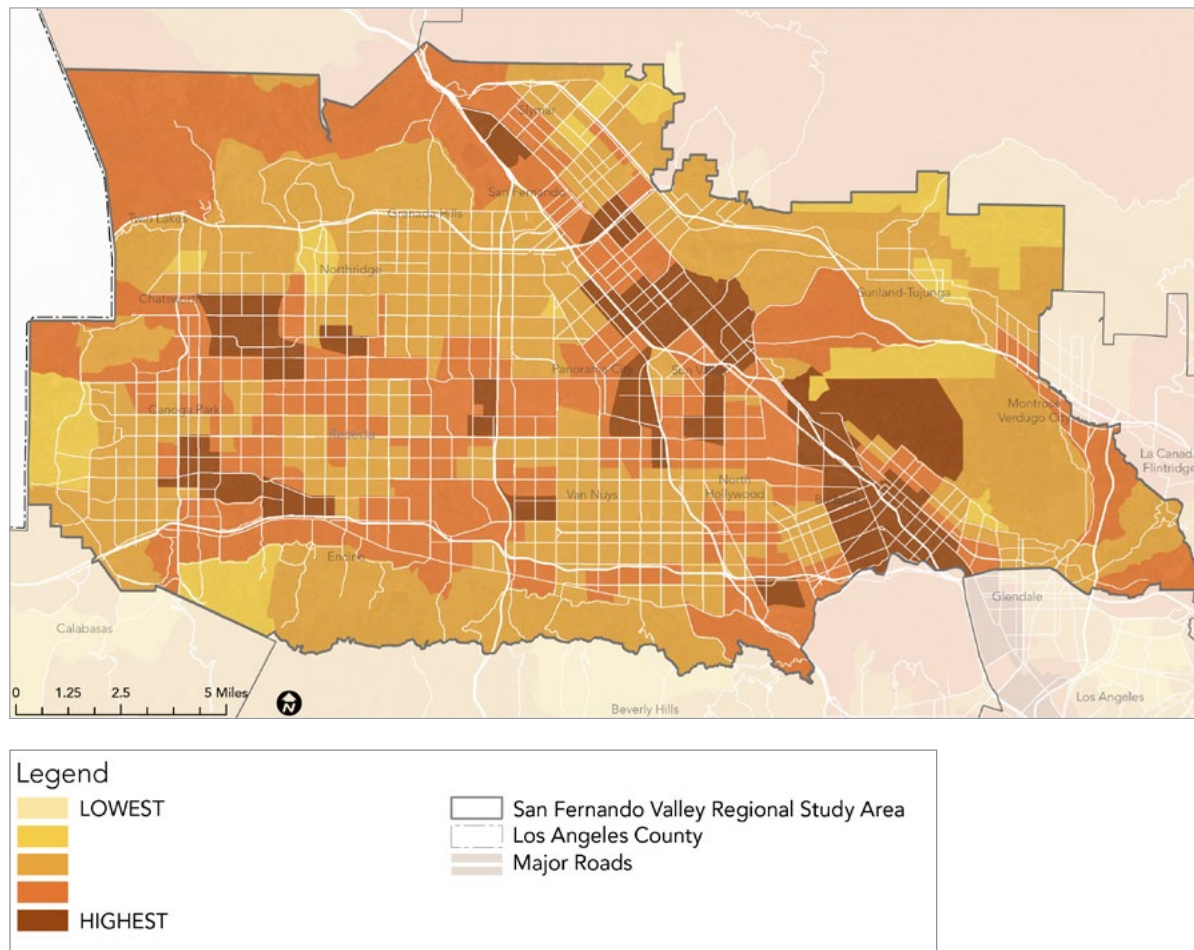 Sylmar
San Fernando
Twin Lakes
Granada Hills
Northridge
Chatsworth
Sunland-Tujunga
Panorama City
Sun Valley
Canoga Park
Montrose
Verdugo City
Reseda
La Canada
Flintridge
Van Nuys
North
Hollywood
Burbank
Encino
Glendale
Calabasas
0 1.25 2.5 5 Miles
N
Beverly Hills
Los Angeles
Legend
LOWEST
HIGHEST
San Fernando Valley Regional Study Area
Los Angeles County
Major Roads